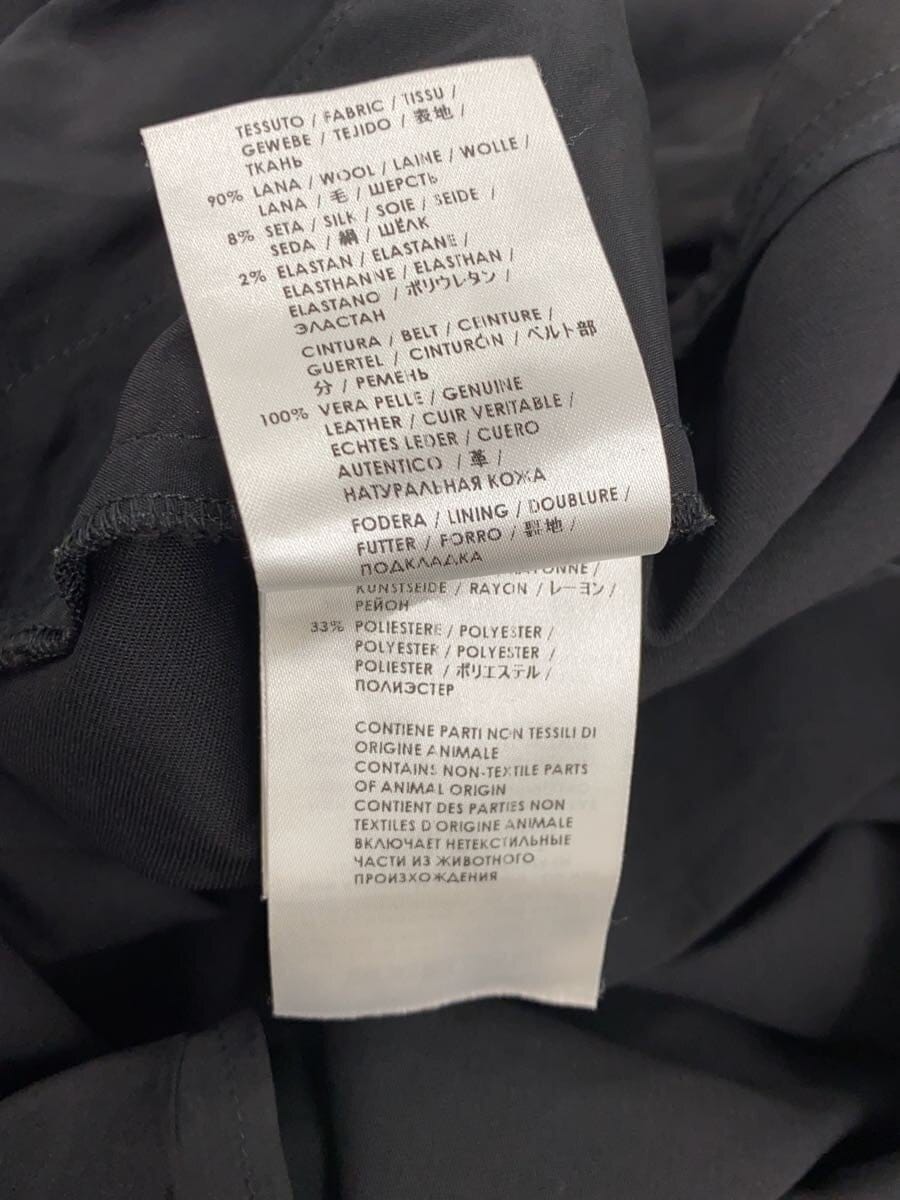 TESSUTO / FABRIC / TISSU /
GEWEBE / TEJIDO / 表地 /
ТКАНЬ
90% LANA / WOOL / LAINE / WOLLE /
LANA / 毛 / ШЕРСТЬ
8% SETA / SILK / SOIE / SEIDE /
SEDA / 絹 / ШЁЛК
2% ELASTAN / ELASTANE /
ELASTHANNE / ELASTHAN /
ELASTANO / ポリウレタン /
ЭЛАСТАН
CINTURA / BELT / CEINTURE /
GUERTEL / CINTURÓN / ベルト部
分 / РЕМЕНЬ
100% VERA PELLE / GENUINE
LEATHER / CUIR VERITABLE /
ECHTES LEDER / CUERO
AUTENTICO / 革 /
НАТУРАЛЬНАЯ КОЖА
FODERA / LINING / DOUBLURE /
FUTTER / FORRO / 裏地 /
ПОДКЛАДКА
KUNSTSEIDE / RAYON / レーヨン /
РЕЙОН
33% POLIESTERE / POLYESTER /
POLYESTER / POLYESTER /
POLIESTER / ポリエステル /
ПОЛИЭСТЕР
CONTIENE PARTI NON TESSILI DI
ORIGINE ANIMALE
CONTAINS NON-TEXTILE PARTS
OF ANIMAL ORIGIN
CONTIENT DES PARTIES NON
TEXTILES D'ORIGINE ANIMALE
ВКЛЮЧАЕТ НЕТЕКСТИЛЬНЫЕ
ЧАСТИ ИЗ ЖИВОТНОГО
ПРОИЗХОЖДЕНИЯ